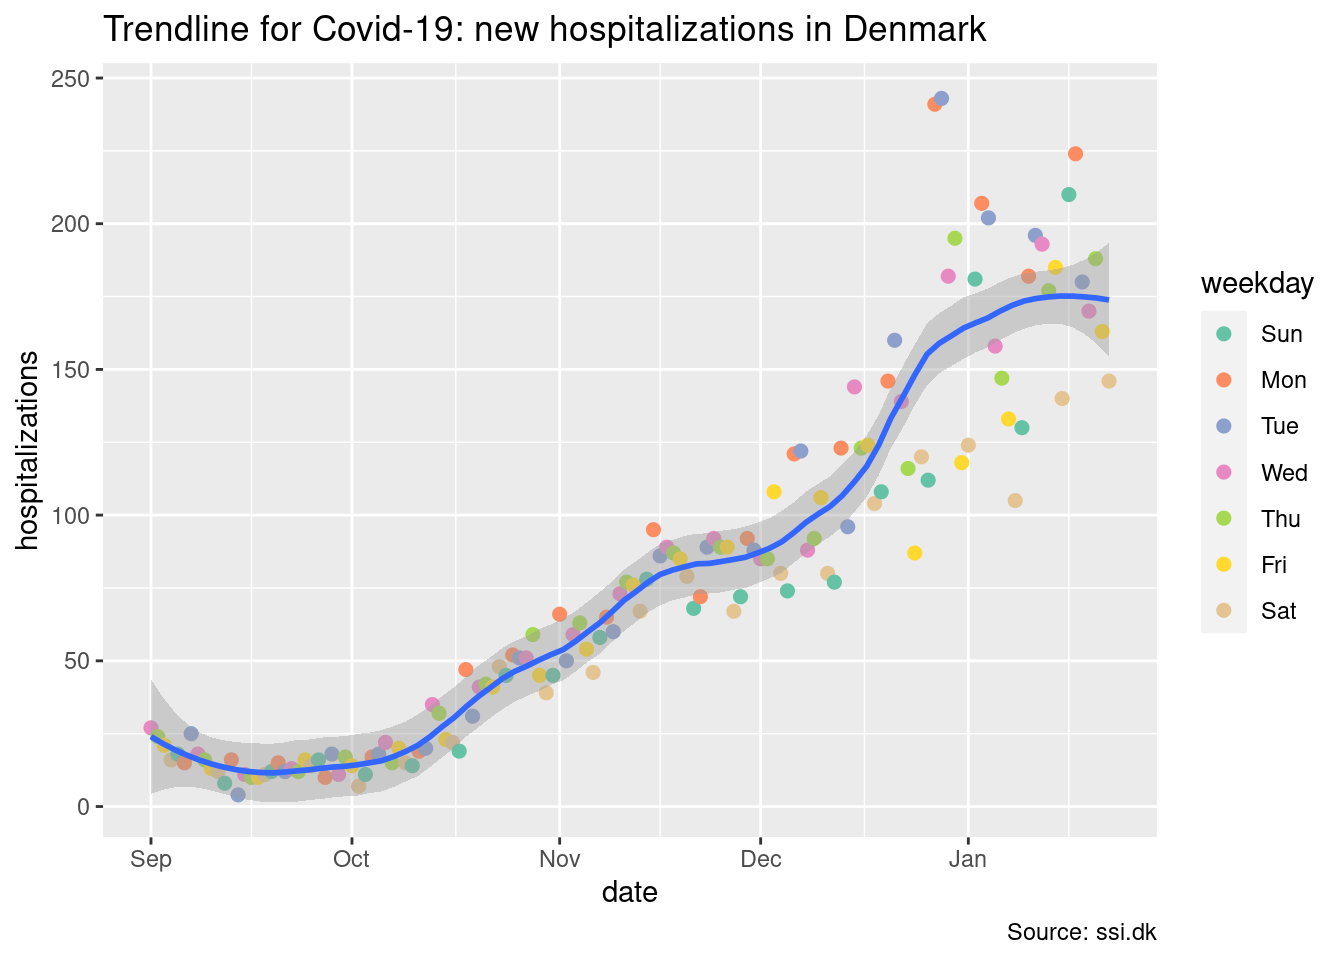 Trendline for Covid-19: new hospitalizations in Denmark
250
200
150
100
50
0
hospitalizations
Sep Oct Nov Dec Jan
date
weekday
Sun
Mon
Tue
Wed
Thu
Fri
Sat
Source: ssi.dk